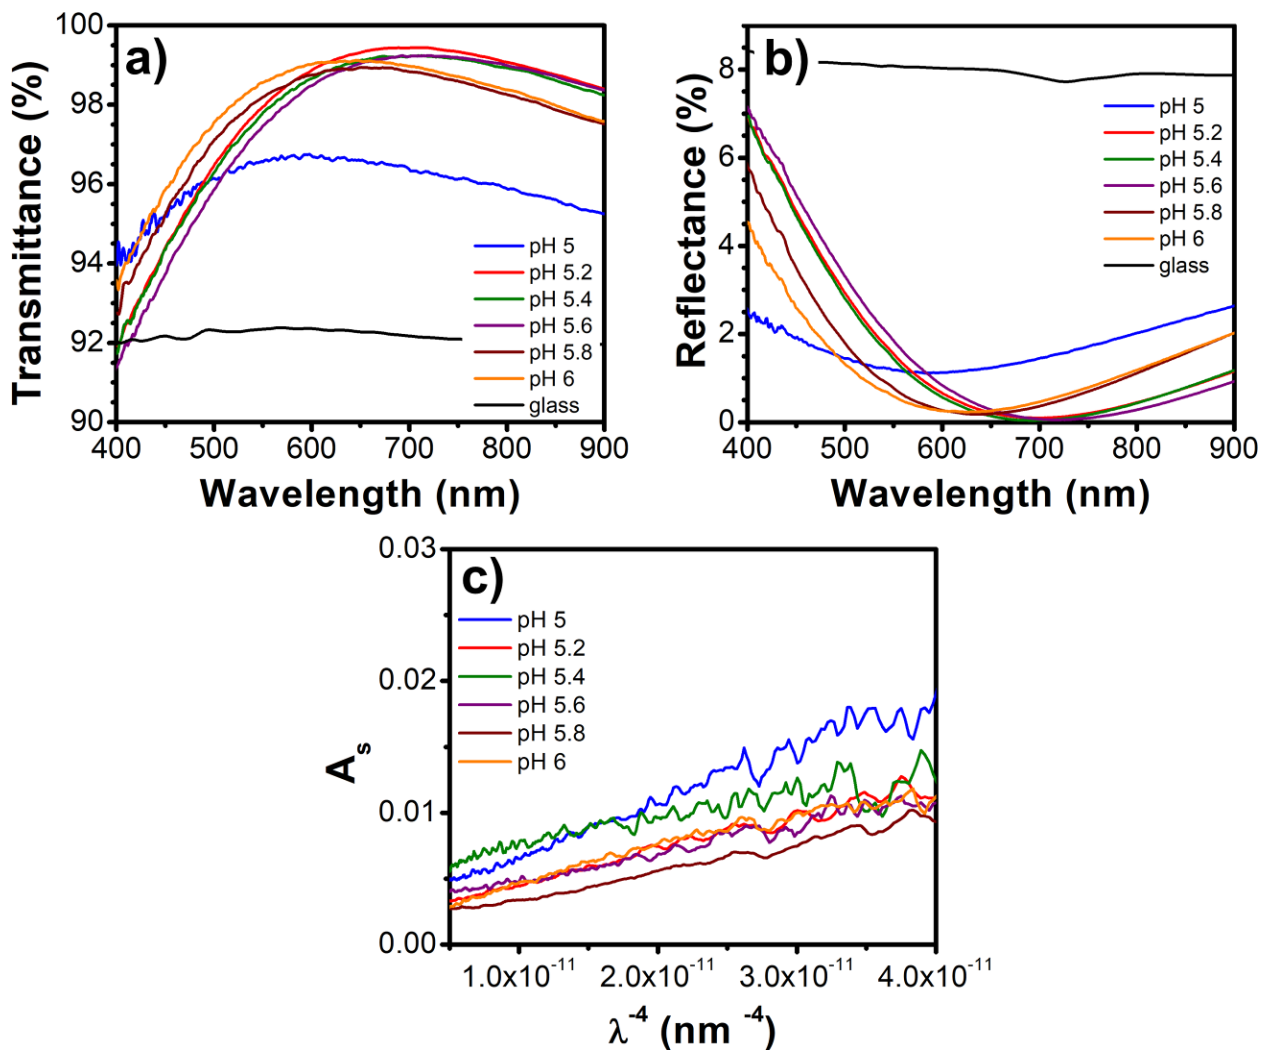 a)
Transmittance (%)
100
98
96
94
92
90
pH 5
pH 5.2
pH 5.4
pH 5.6
pH 5.8
pH 6
glass
400 500 600 700 800 900
Wavelength (nm)
b)
Reflectance (%)
8
6
4
2
0
pH 5
pH 5.2
pH 5.4
pH 5.6
pH 5.8
pH 6
glass
400 500 600 700 800 900
Wavelength (nm)
c)
A_s
0.03
0.02
0.01
0.00
pH 5
pH 5.2
pH 5.4
pH 5.6
pH 5.8
pH 6
1.0x10⁻¹¹ 2.0x10⁻¹¹ 3.0x10⁻¹¹ 4.0x10⁻¹¹
λ⁻⁴ (nm ⁻⁴)